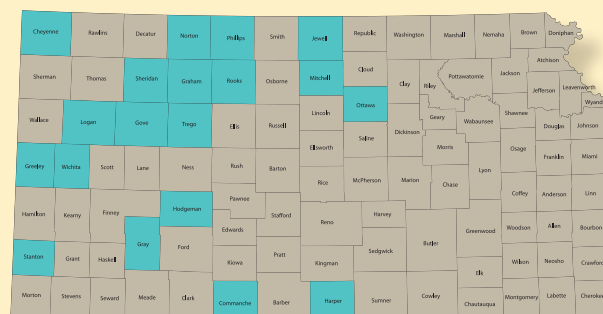 Cheyenne Rawlins Decatur Norton Phillips Smith Jewell Republic Washington Marshall Nemaha Brown Doniphan
Atchison
Sherman Thomas Sheridan Graham Rooks Osborne Mitchell Cloud Clay Riley Pottawatomie Jackson Jefferson Leavenworth
Wyand
Wallace Logan Gove Trego Ellis Russell Lincoln Ottawa Geary Wabaunsee Shawnee Douglas Johnson
Saline Dickinson
Ellsworth Morris Osage
Greeley Wichita Scott Lane Ness Rush Barton Rice McPherson Marion Chase Lyon Franklin Miami
Coffey Anderson Linn
Hamilton Kearny Finney Hodgeman Pawnee Stafford Reno Harvey
Gray Ford Edwards Butler Greenwood Woodson Allen Bourbon
Stanton Grant Haskell Kiowa Pratt Kingman Sedgwick Elk Wilson Neosho Crawford
Morton Stevens Seward Meade Clark Commanche Barber Harper Sumner Cowley Chautauqua Montgomery Labette Cherokee